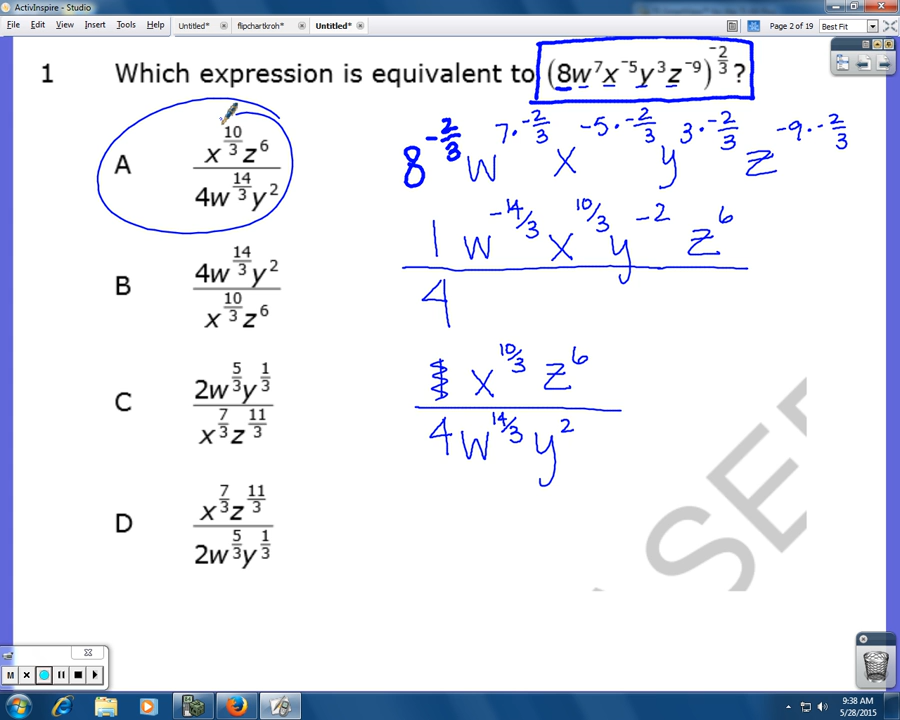 ActivInspire - Studio
File Edit View Insert Tools Help Untitled* flipchartkroh* Untitled* Page 2 of 19 Best Fit
1 Which expression is equivalent to (8w⁷x⁻⁵y³z⁻⁹)^(-2/3)?
8^(-2/3) w^(7·-2/3) x^(-5·-2/3) y^(3·-2/3) z^(-9·-2/3)
A x^(10/3)z⁶ / 4w^(14/3)y²
1 w^(-14/3) x^(10/3) y^(-2) z⁶ / 4
B 4w^(14/3)y² / x^(10/3)z⁶
x^(10/3) z⁶ / 4w^(14/3) y²
C 2w^(5/3)y^(1/3) / x^(7/3)z^(11/3)
D x^(7/3)z^(11/3) / 2w^(5/3)y^(1/3)
SE
M
9:38 AM
5/28/2015